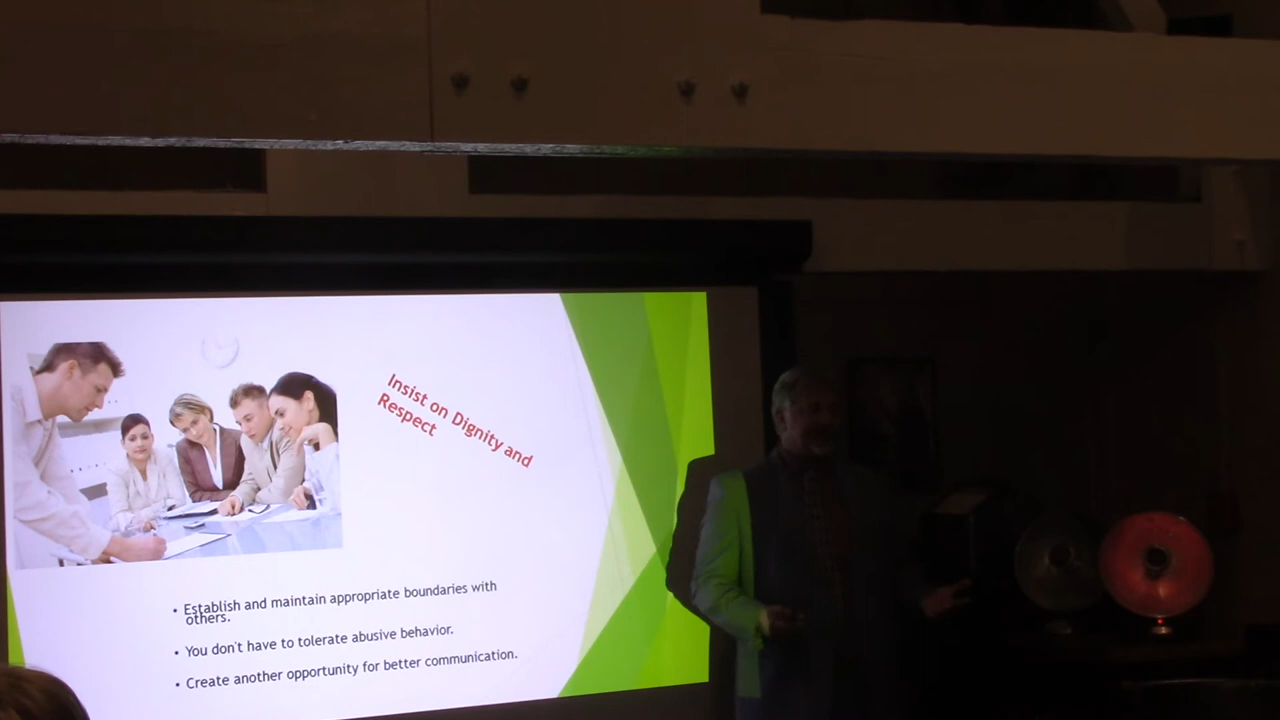 Insist on Dignity and
Respect
• Establish and maintain appropriate boundaries with
others.
• You don't have to tolerate abusive behavior.
• Create another opportunity for better communication.